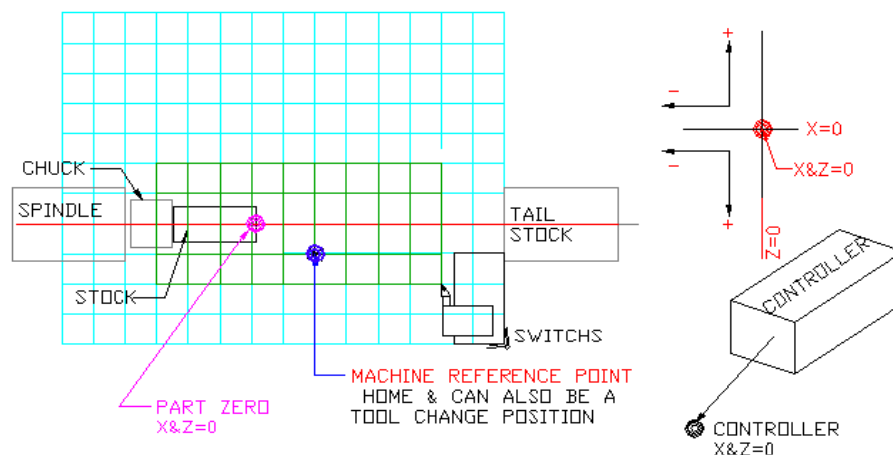 CHUCK
SPINDLE
STOCK
TAIL
STOCK
SWITCHS
MACHINE REFERENCE POINT
HOME & CAN ALSO BE A
TOOL CHANGE POSITION
PART ZERO
X&Z=0
+
-
X=0
X&Z=0
-
+
Z=0
CONTROLLER
CONTROLLER
X&Z=0